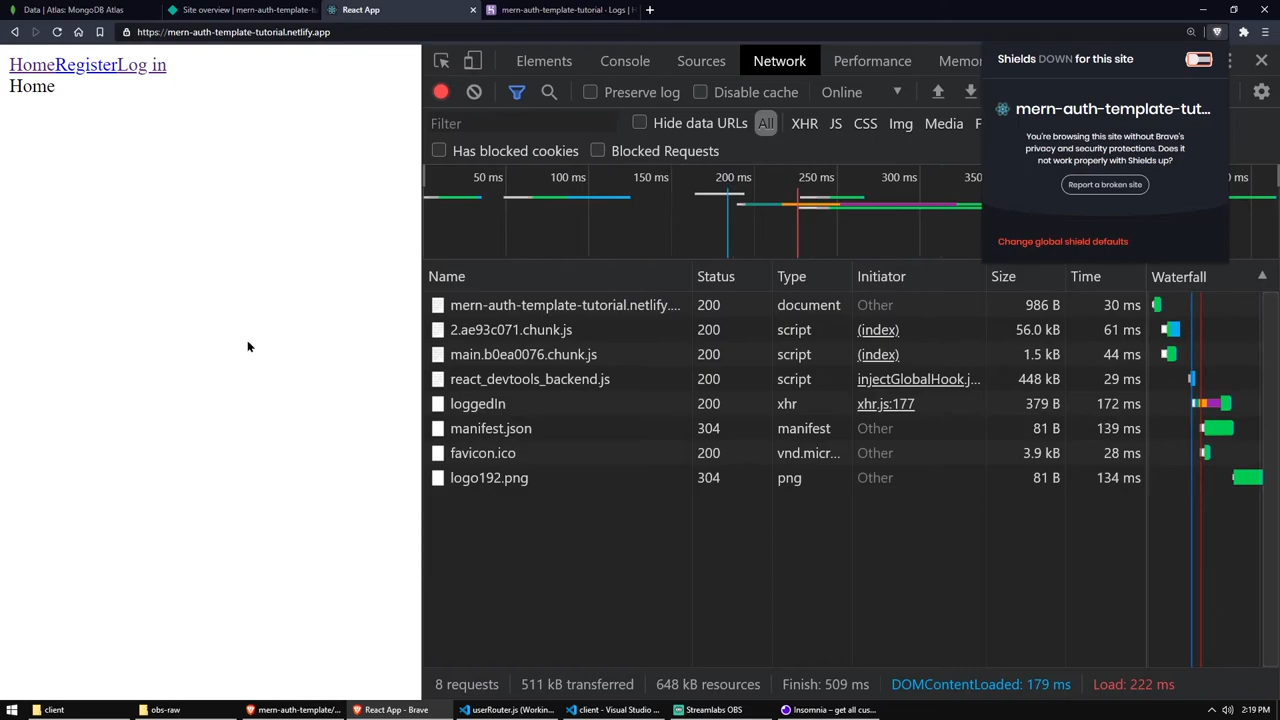 Data | Atlas: MongoDB Atlas
Site overview | mern-auth-template-tu
React App
mern-auth-template-tutorial · Logs | H
https://mern-auth-template-tutorial.netlify.app
HomeRegisterLog in
Home
Elements
Console
Sources
Network
Performance
Memo
Preserve log
Disable cache
Online
Filter
Hide data URLs
All
XHR
JS
CSS
Img
Media
F
Has blocked cookies
Blocked Requests
50 ms
100 ms
150 ms
200 ms
250 ms
300 ms
ms
Shields DOWN for this site
mern-auth-template-tut...
You're browsing this site without Brave's
privacy and security protections. Does it
not work properly with Shields up?
Report a broken site
Change global shield defaults
Name Status Type Initiator Size Time Waterfall
mern-auth-template-tutorial.netlify.... 200 document Other 986 B 30 ms
2.ae93c071.chunk.js 200 script (index) 56.0 kB 61 ms
main.b0ea0076.chunk.js 200 script (index) 1.5 kB 44 ms
react_devtools_backend.js 200 script injectGlobalHook.j... 448 kB 29 ms
loggedIn 200 xhr xhr.js:177 379 B 172 ms
manifest.json 304 manifest Other 81 B 139 ms
favicon.ico 200 vnd.micr... Other 3.9 kB 28 ms
logo192.png 304 png Other 81 B 134 ms
8 requests 511 kB transferred 648 kB resources Finish: 509 ms DOMContentLoaded: 179 ms Load: 222 ms
client
obs-raw
mern-auth-template/...
React App - Brave
userRouter.js (Workin...
client - Visual Studio ...
Streamlabs OBS
Insomnia – get all cus...
2:19 PM